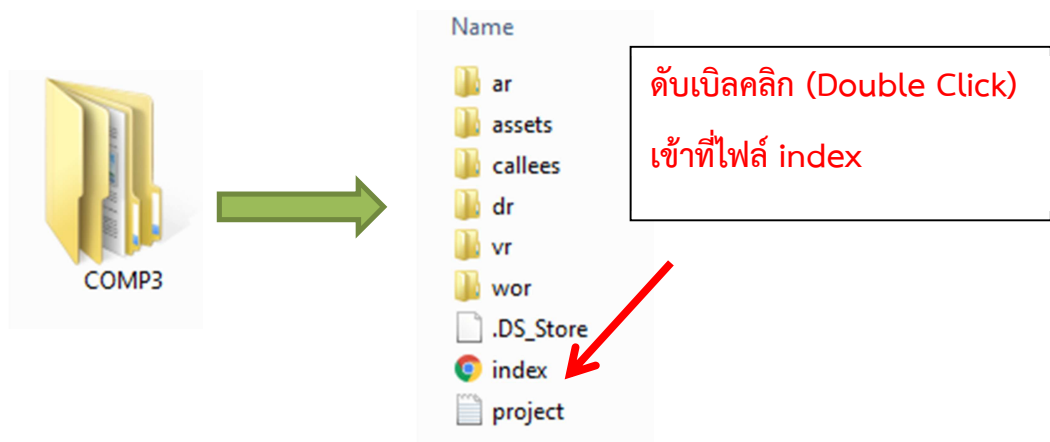 COMP3
Name
ar
assets
callees
dr
vr
wor
.DS_Store
index
project
ดับเบิลคลิก (Double Click)
เข้าที่ไฟล์ index